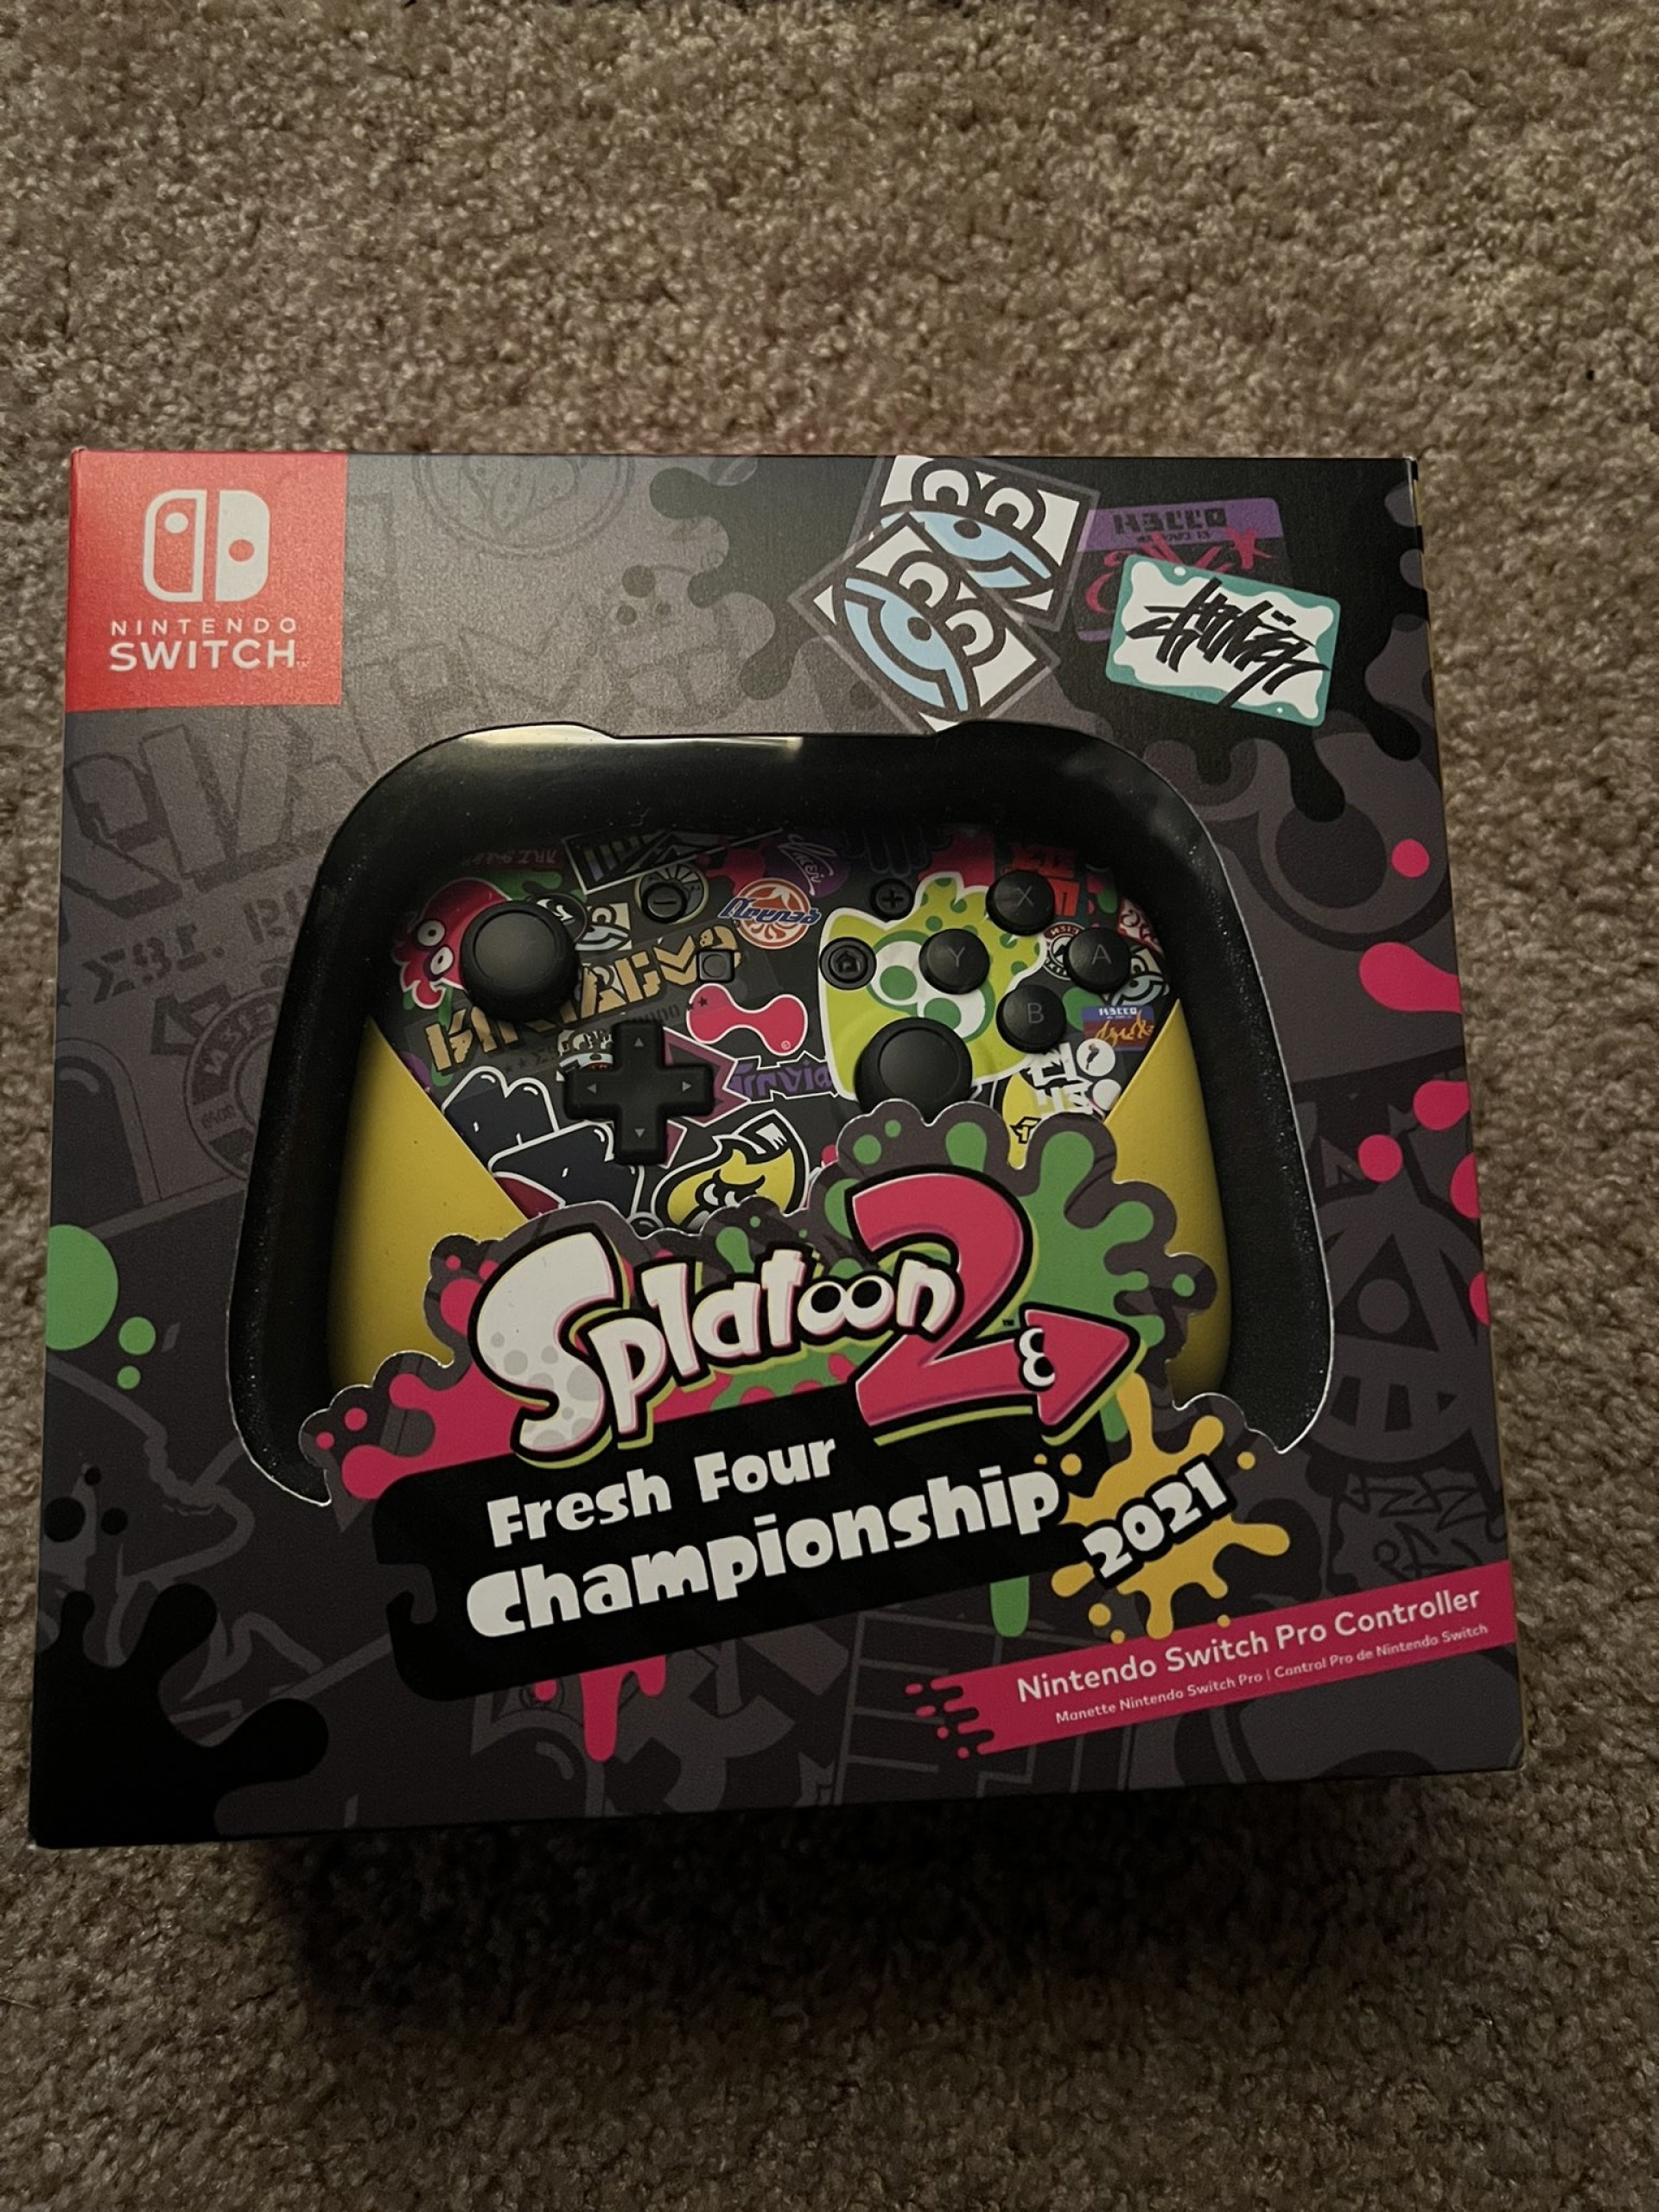 NINTENDO
SWITCH
X
Y
A
B
Splatoon 2™
Fresh Four
Championship
2021
Nintendo Switch Pro Controller
Manette Nintendo Switch Pro | Control Pro de Nintendo Switch